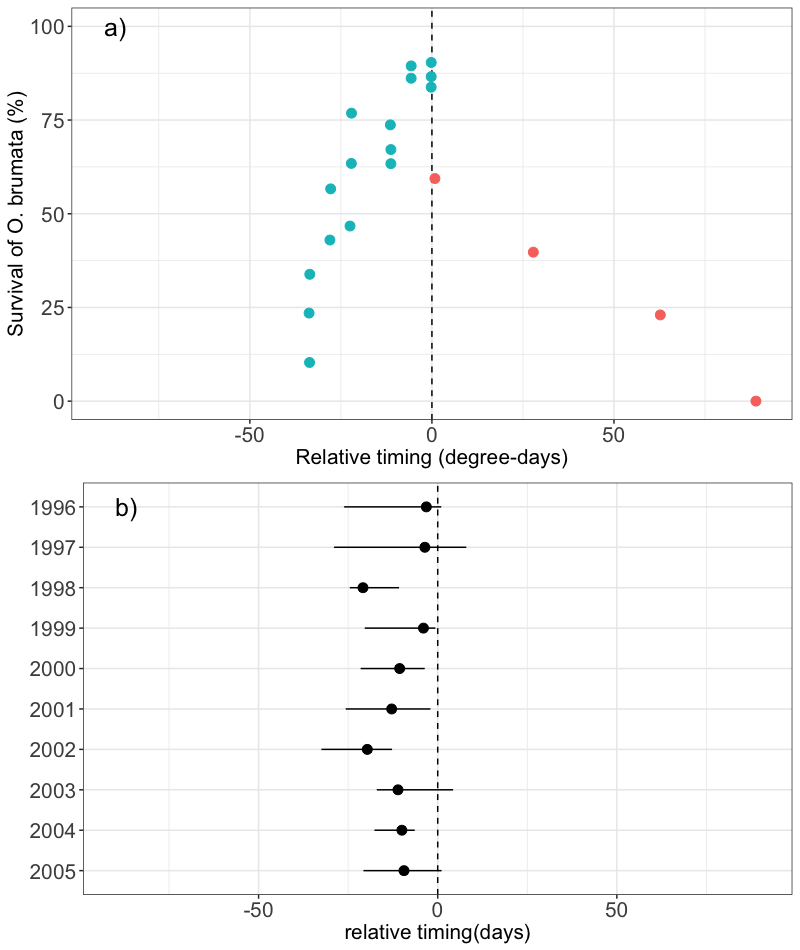 a)
Survival of O. brumata (%)
100
75
50
25
0
-50 0 50
Relative timing (degree-days)
b)
1996
1997
1998
1999
2000
2001
2002
2003
2004
2005
-50 0 50
relative timing(days)